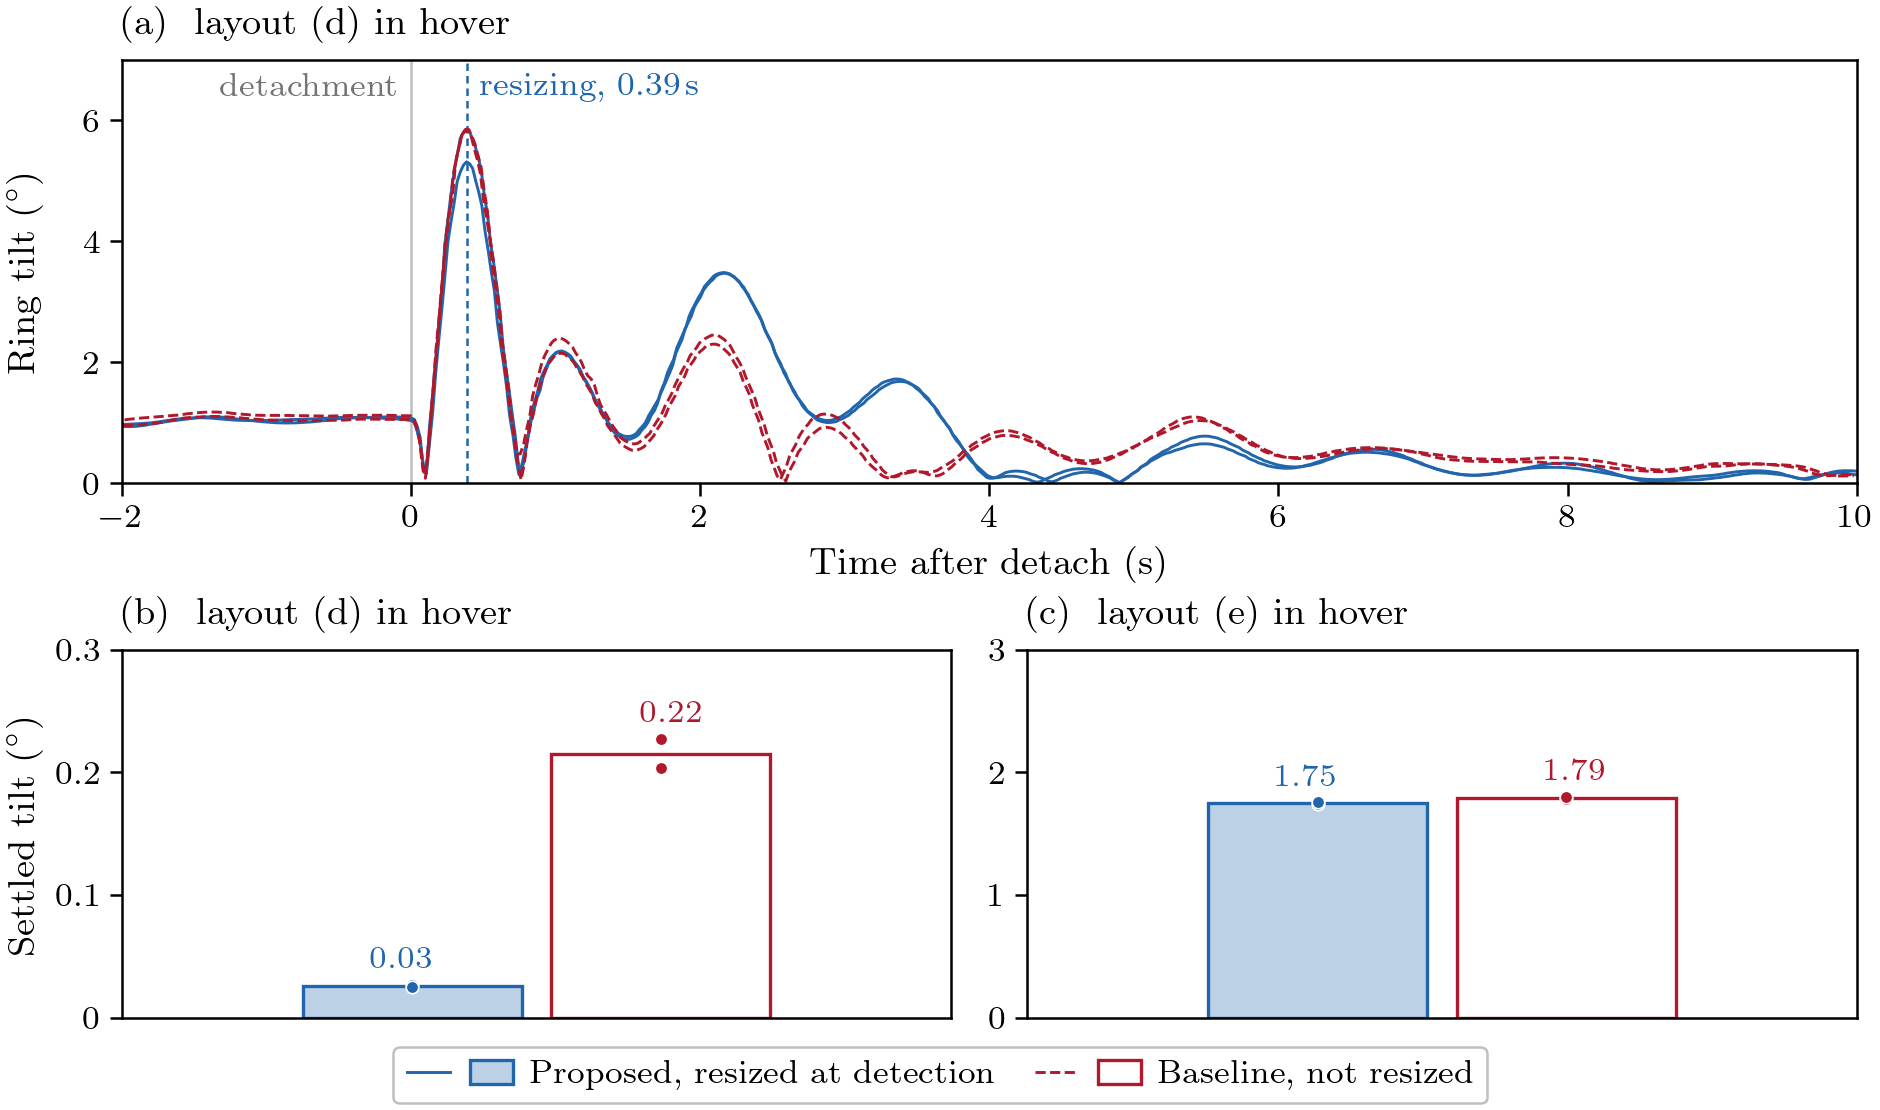 (a) layout (d) in hover
detachment
resizing, 0.39 s
Ring tilt (°)
6
4
2
0
−2 0 2 4 6 8 10
Time after detach (s)
(b) layout (d) in hover
Settled tilt (°)
0.3
0.2
0.1
0
0.03
0.22
(c) layout (e) in hover
3
2
1
0
1.75
1.79
Proposed, resized at detection
Baseline, not resized